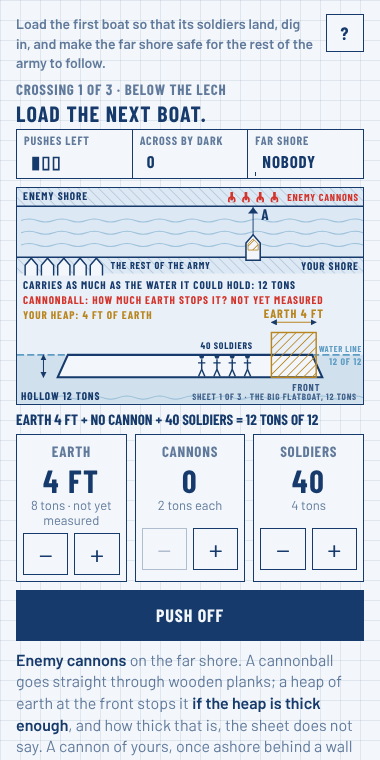 Load the first boat so that its soldiers land, dig
in, and make the far shore safe for the rest of the
army to follow.
?
CROSSING 1 OF 3 · BELOW THE LECH
LOAD THE NEXT BOAT.
PUSHES LEFT
ACROSS BY DARK
0
FAR SHORE
NOBODY
ENEMY SHORE
ENEMY CANNONS
A
THE REST OF THE ARMY
YOUR SHORE
CARRIES AS MUCH AS THE WATER IT COULD HOLD: 12 TONS
CANNONBALL: HOW MUCH EARTH STOPS IT? NOT YET MEASURED
YOUR HEAP: 4 FT OF EARTH
EARTH 4 FT
40 SOLDIERS
WATER LINE
12 OF 12
FRONT
HOLLOW 12 TONS
SHEET 1 OF 3 · THE BIG FLATBOAT, 12 TONS
EARTH 4 FT + NO CANNON + 40 SOLDIERS = 12 TONS OF 12
EARTH
4 FT
8 tons · not yet
measured
− +
CANNONS
0
2 tons each
− +
SOLDIERS
40
4 tons
− +
PUSH OFF
Enemy cannons on the far shore. A cannonball
goes straight through wooden planks; a heap of
earth at the front stops it if the heap is thick
enough, and how thick that is, the sheet does not
say. A cannon of yours, once ashore behind a wall